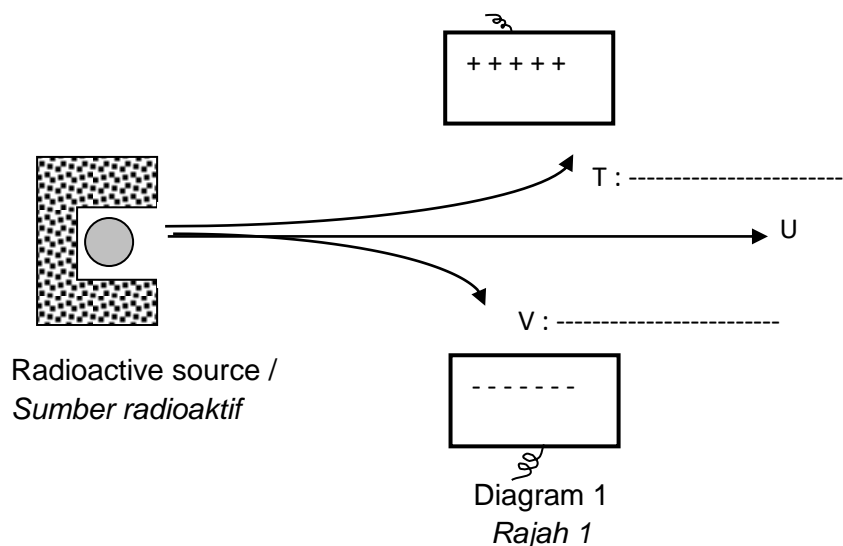 + + + + +
T : ------------------------
U
V : -------------------------
Radioactive source /
Sumber radioaktif
- - - - - - -
Diagram 1
Rajah 1